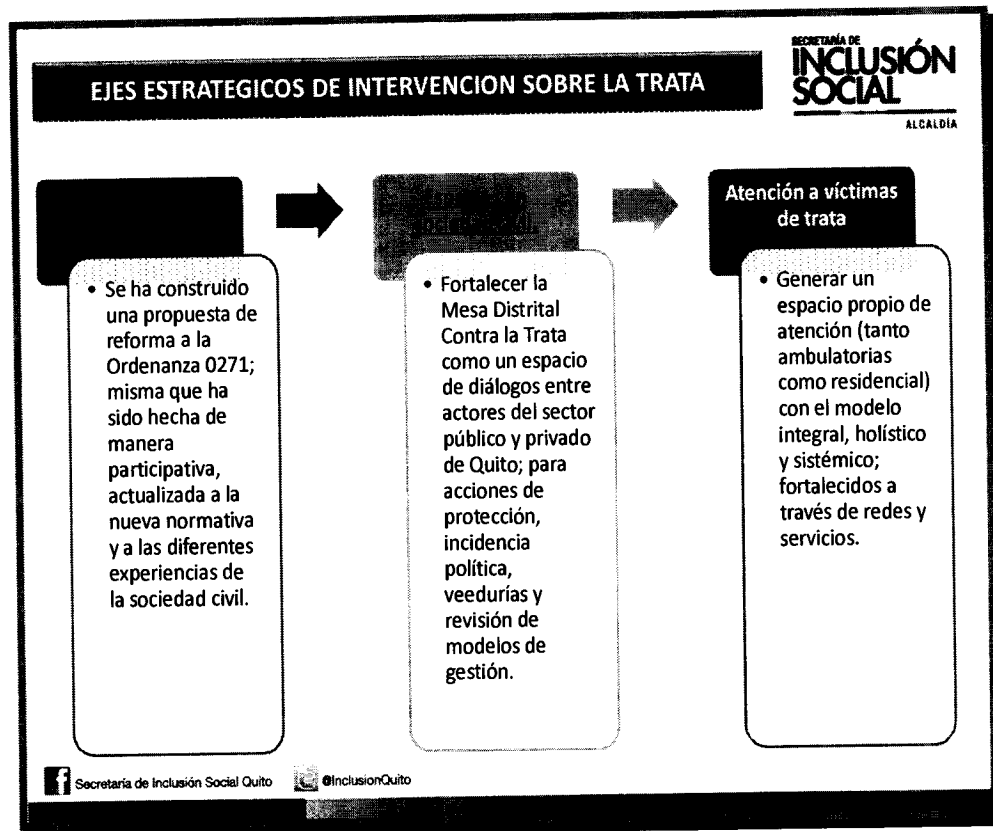 SECRETARÍA DE
INCLUSIÓN
SOCIAL
ALCALDÍA
EJES ESTRATEGICOS DE INTERVENCION SOBRE LA TRATA
• Se ha construido
una propuesta de
reforma a la
Ordenanza 0271;
misma que ha
sido hecha de
manera
participativa,
actualizada a la
nueva normativa
y a las diferentes
experiencias de
la sociedad civil.
• Fortalecer la
Mesa Distrital
Contra la Trata
como un espacio
de diálogos entre
actores del sector
público y privado
de Quito; para
acciones de
protección,
incidencia
política,
veedurías y
revisión de
modelos de
gestión.
Atención a víctimas
de trata
• Generar un
espacio propio de
atención (tanto
ambulatorias
como residencial)
con el modelo
integral, holístico
y sistémico;
fortalecidos a
través de redes y
servicios.
f Secretaría de Inclusión Social Quito @InclusionQuito